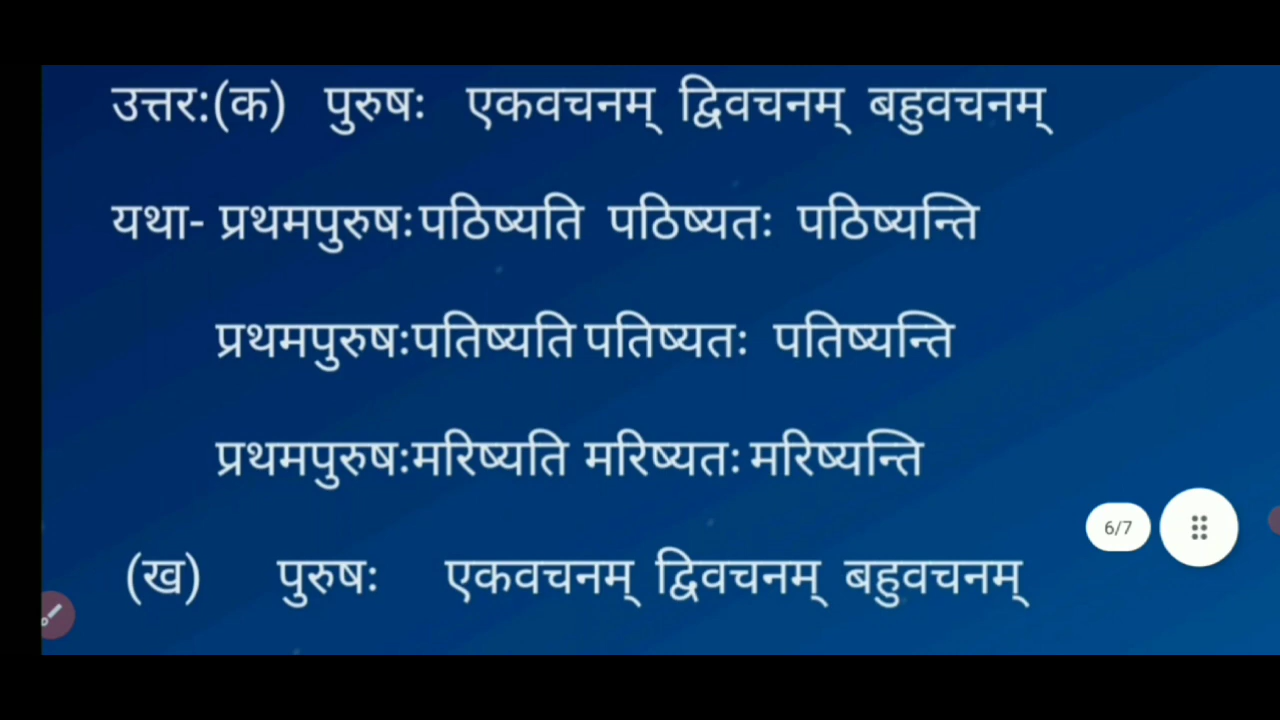 उत्तर:(क) पुरुषः एकवचनम् द्विवचनम् बहुवचनम्
यथा- प्रथमपुरुषः पठिष्यति पठिष्यतः पठिष्यन्ति
प्रथमपुरुषः पतिष्यति पतिष्यतः पतिष्यन्ति
प्रथमपुरुषः मरिष्यति मरिष्यतः मरिष्यन्ति
6/7
(ख) पुरुषः एकवचनम् द्विवचनम् बहुवचनम्